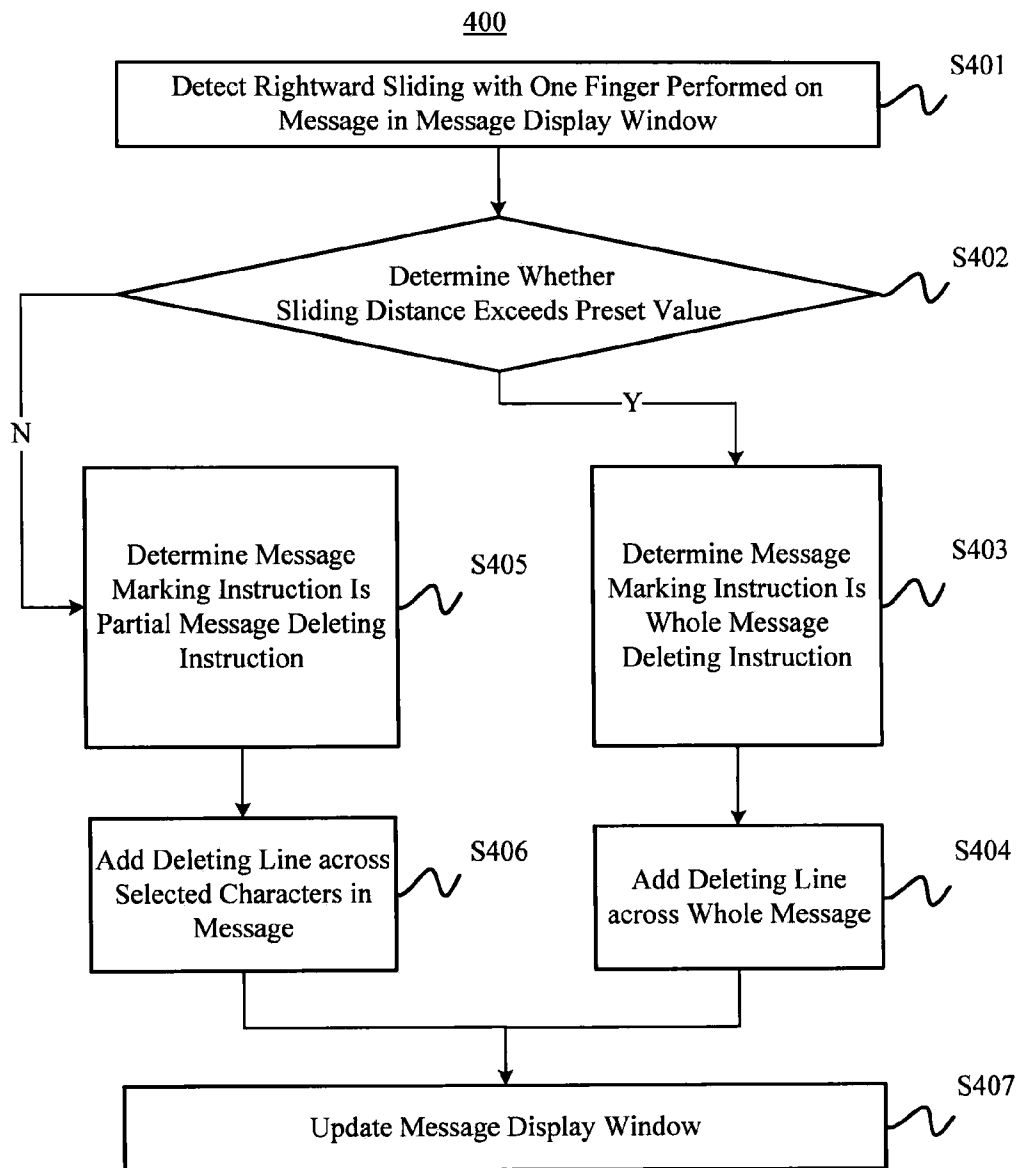 400
Detect Rightward Sliding with One Finger Performed on
Message in Message Display Window
S401
Determine Whether
Sliding Distance Exceeds Preset Value
S402
N
Y
Determine Message
Marking Instruction Is
Partial Message Deleting
Instruction
S405
Determine Message
Marking Instruction Is
Whole Message
Deleting Instruction
S403
Add Deleting Line across
Selected Characters in
Message
S406
Add Deleting Line
across Whole Message
S404
Update Message Display Window
S407